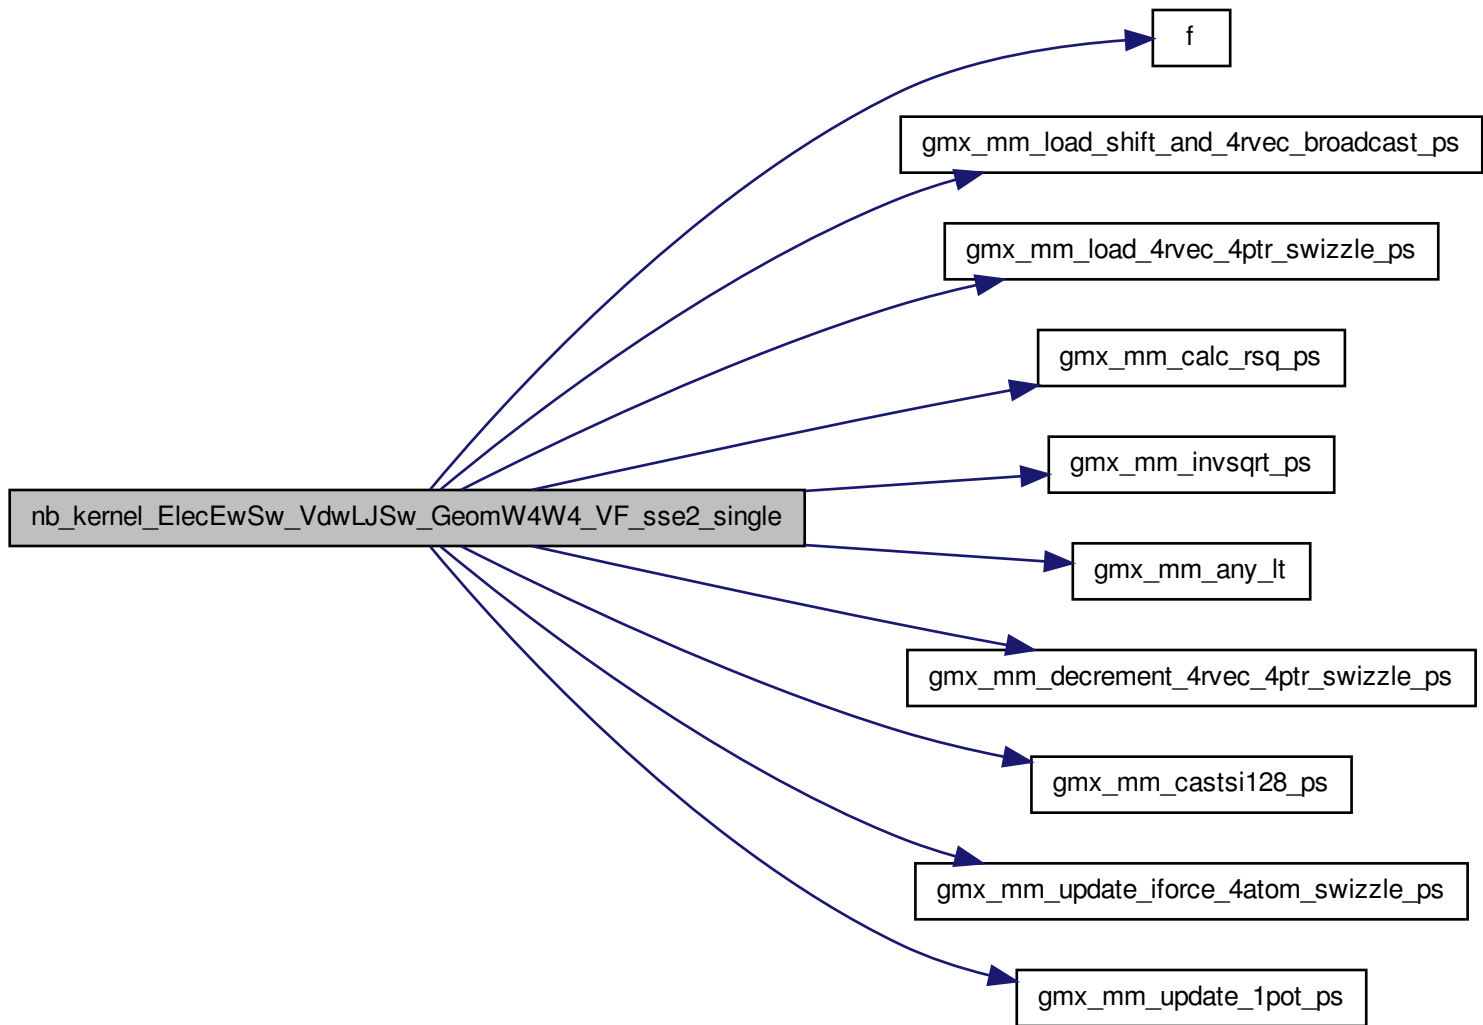 f
gmx_mm_load_shift_and_4rvec_broadcast_ps
gmx_mm_load_4rvec_4ptr_swizzle_ps
gmx_mm_calc_rsq_ps
gmx_mm_invsqrt_ps
nb_kernel_ElecEwSw_VdwLJSw_GeomW4W4_VF_sse2_single
gmx_mm_any_lt
gmx_mm_decrement_4rvec_4ptr_swizzle_ps
gmx_mm_castsi128_ps
gmx_mm_update_iforce_4atom_swizzle_ps
gmx_mm_update_1pot_ps